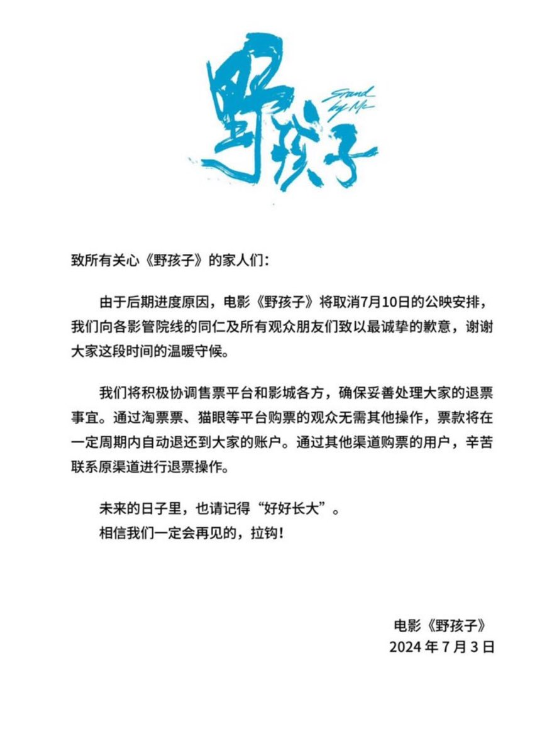 野孩子
Stand
by Me
致所有关心《野孩子》的家人们：
由于后期进度原因，电影《野孩子》将取消7月10日的公映安排，
我们向各影管院线的同仁及所有观众朋友们致以最诚挚的歉意，谢谢
大家这段时间的温暖守候。
我们将积极协调售票平台和影城各方，确保妥善处理大家的退票
事宜。通过淘票票、猫眼等平台购票的观众无需其他操作，票款将在
一定周期内自动退还到大家的账户。通过其他渠道购票的用户，辛苦
联系原渠道进行退票操作。
未来的日子里，也请记得“好好长大”。
相信我们一定会再见的，拉钩！
电影《野孩子》
2024 年 7 月 3 日